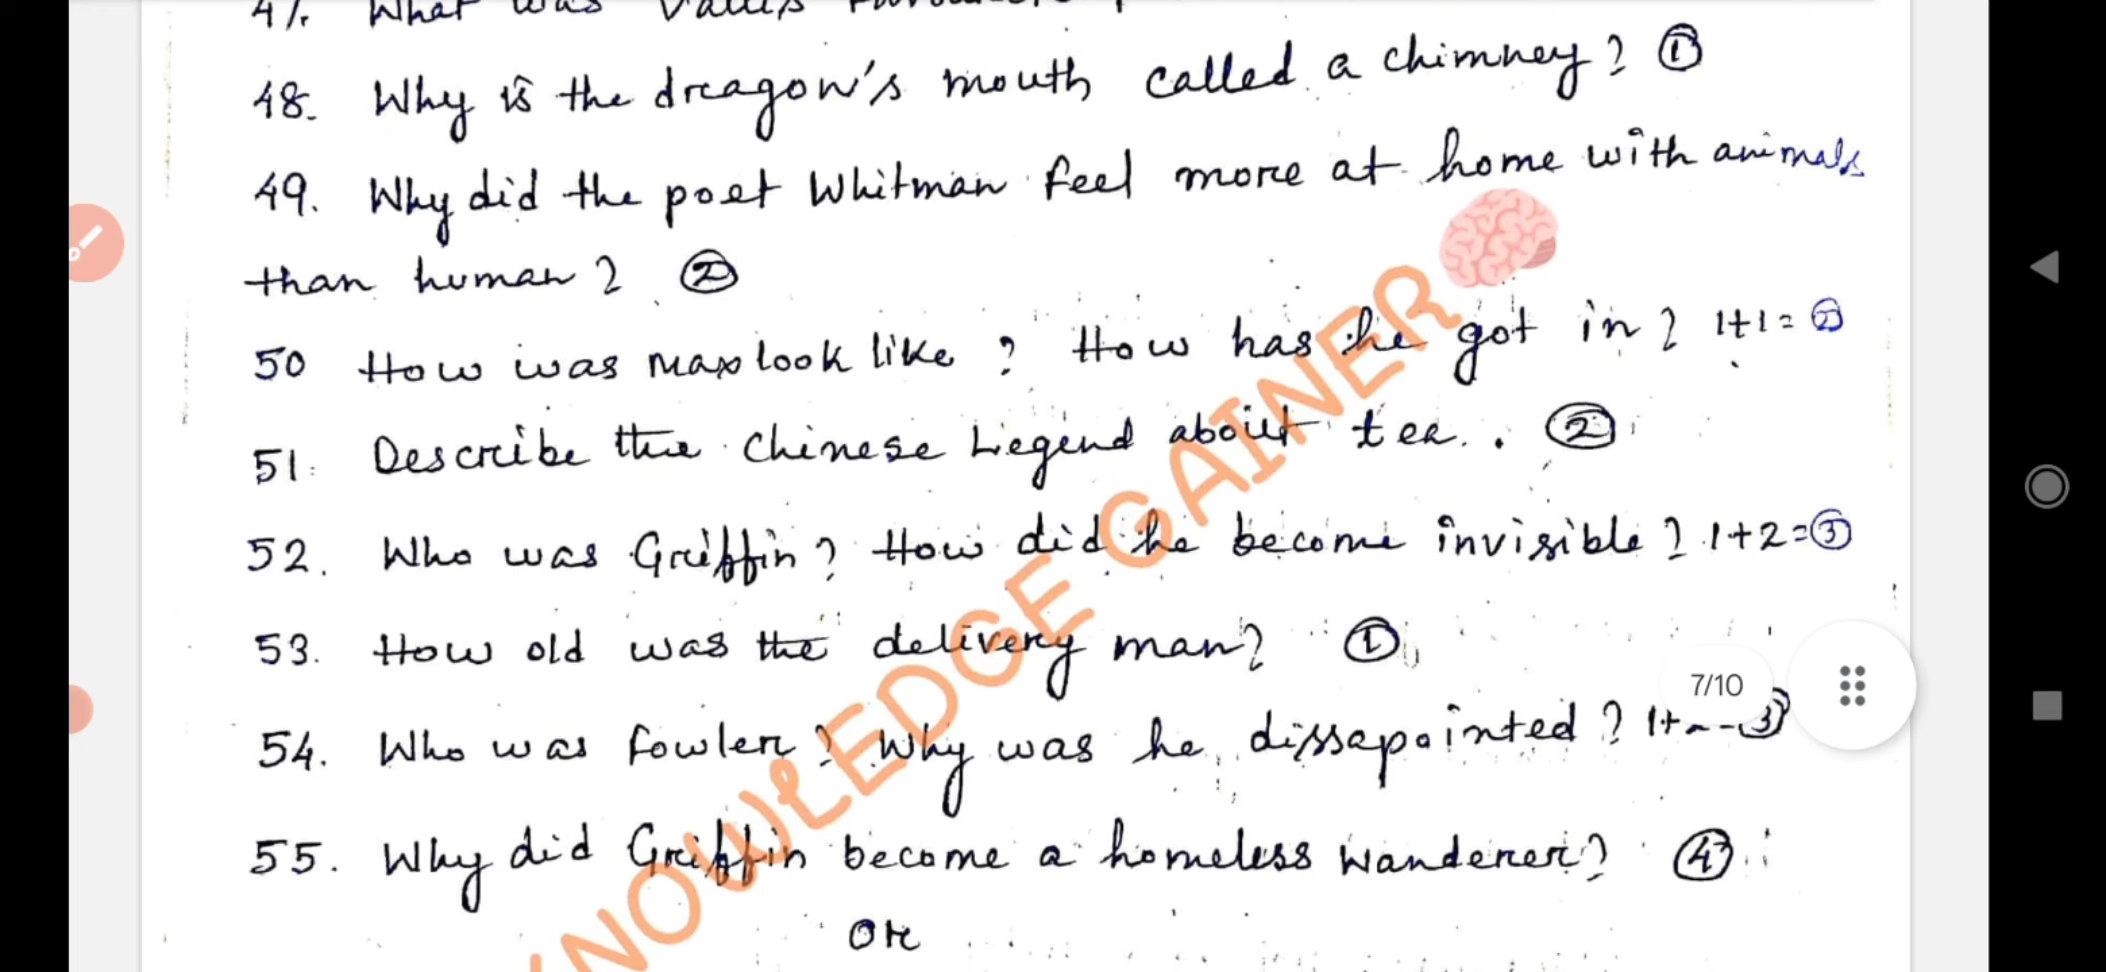 47. What was
48. Why is the dragon's mouth called a chimney? ①
49. Why did the poet Whitman feel more at home with animals
than human? ②
50 How was Max look like? How has he got in? 1+1=②
51. Describe the Chinese Legend about tea. ②
52. Who was Griffin? How did he become invisible? 1+2=③
53. How old was the delivery man? ①
7/10
54. Who was Fowler? Why was he dissapointed? 1+
55. Why did Griffin become a homeless wanderer? ④
OR
KNOWLEDGE GAINER